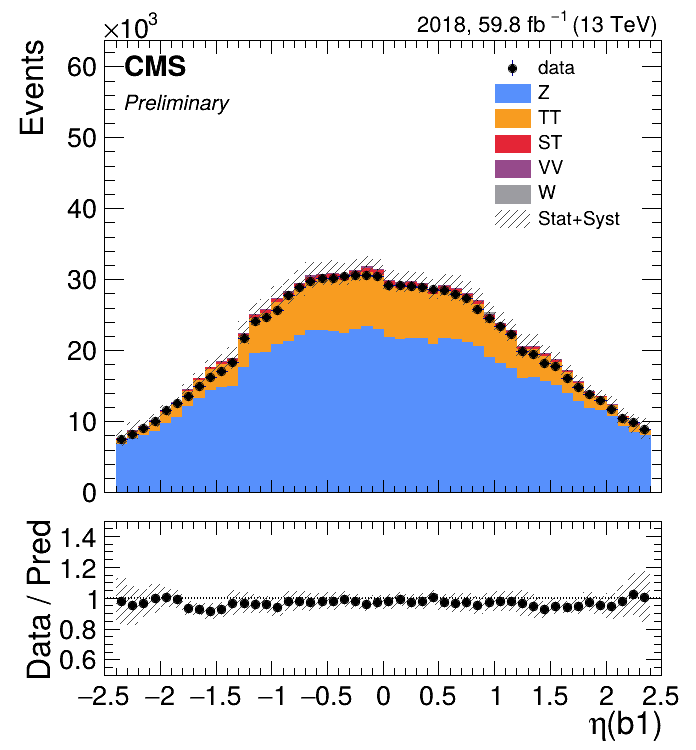 ×10³ 2018, 59.8 fb⁻¹ (13 TeV)
Events
60
50
40
30
20
10
0
CMS
Preliminary
data
Z
TT
ST
VV
W
Stat+Syst
Data / Pred
1.4
1.2
1
0.8
0.6
−2.5 −2 −1.5 −1 −0.5 0 0.5 1 1.5 2 2.5
η(b1)